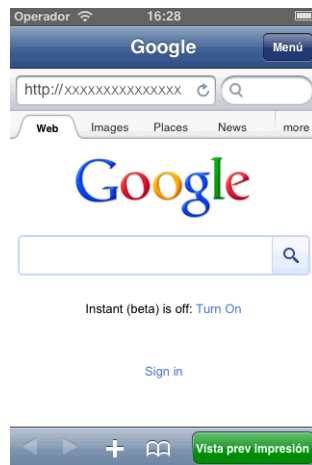 Operador 16:28
Google Menú
http://xxxxxxxxxxxxxxx
Web Images Places News more
Google
Instant (beta) is off: Turn On
Sign in
Vista prev impresión